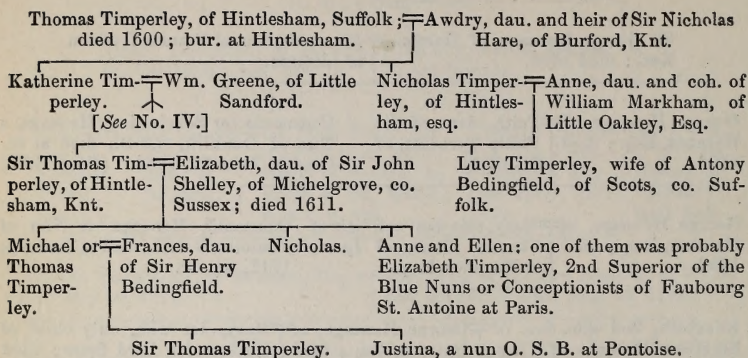 Thomas Timperley, of Hintlesham, Suffolk; Awdry, dau. and heir of Sir Nicholas
died 1600; bur. at Hintlesham. Hare, of Burford, Knt.
Katherine Tim- Wm. Greene, of Little
perley. Sandford.
[See No. IV.]
Nicholas Timper- Anne, dau. and coh. of
ley, of Hintles- William Markham, of
ham, esq. Little Oakley, Esq.
Sir Thomas Tim- Elizabeth, dau. of Sir John
perley, of Hintle- Shelley, of Michelgrove, co.
sham, Knt. Sussex; died 1611.
Lucy Timperley, wife of Antony
Bedingfield, of Scots, co. Suf-
folk.
Michael or Frances, dau.
Thomas of Sir Henry
Timper- Bedingfield.
ley.
Nicholas.
Anne and Ellen: one of them was probably
Elizabeth Timperley, 2nd Superior of the
Blue Nuns or Conceptionists of Faubourg
St. Antoine at Paris.
Sir Thomas Timperley. Justina, a nun O. S. B. at Pontoise.